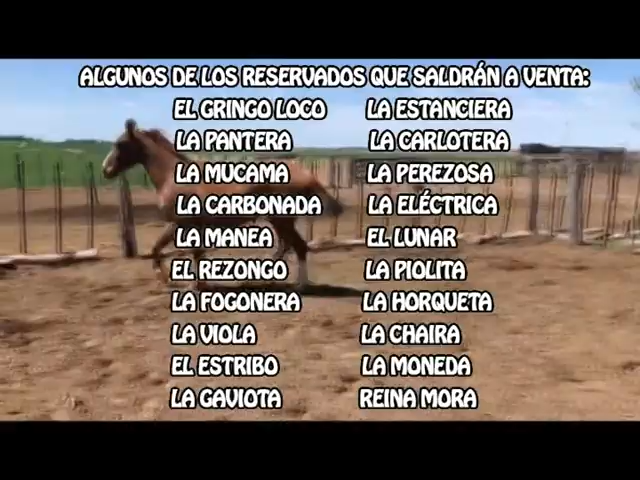 ALGUNOS DE LOS RESERVADOS QUE SALDRÁN A VENTA:
EL GRINGO LOCO
LA PANTERA
LA MUCAMA
LA CARBONADA
LA MANEA
EL REZONGO
LA FOGONERA
LA VIOLA
EL ESTRIBO
LA GAVIOTA
LA ESTANCIERA
LA CARLOTERA
LA PEREZOSA
LA ELÉCTRICA
EL LUNAR
LA PIOLITA
LA HORQUETA
LA CHAIRA
LA MONEDA
REINA MORA